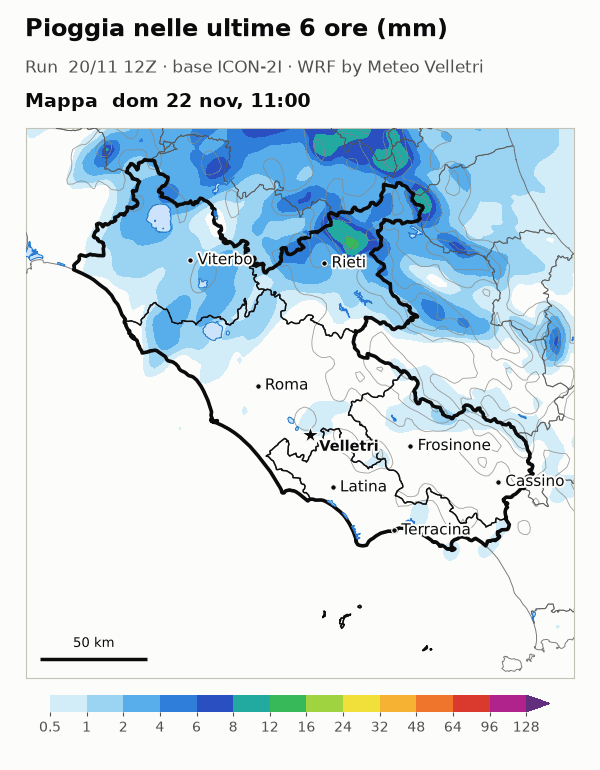 Pioggia nelle ultime 6 ore (mm)
Run  20/11 12Z · base ICON-2I · WRF by Meteo Velletri
Mappa  dom 22 nov, 11:00
Viterbo
Rieti
Roma
Velletri
Frosinone
Cassino
Latina
Terracina
50 km
0.5 1 2 4 6 8 12 16 24 32 48 64 96 128